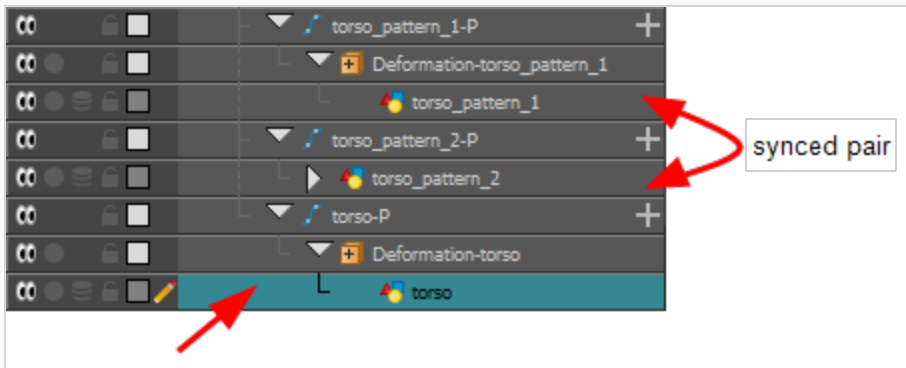 torso_pattern_1-P
Deformation-torso_pattern_1
torso_pattern_1
synced pair
torso_pattern_2-P
torso_pattern_2
torso-P
Deformation-torso
torso